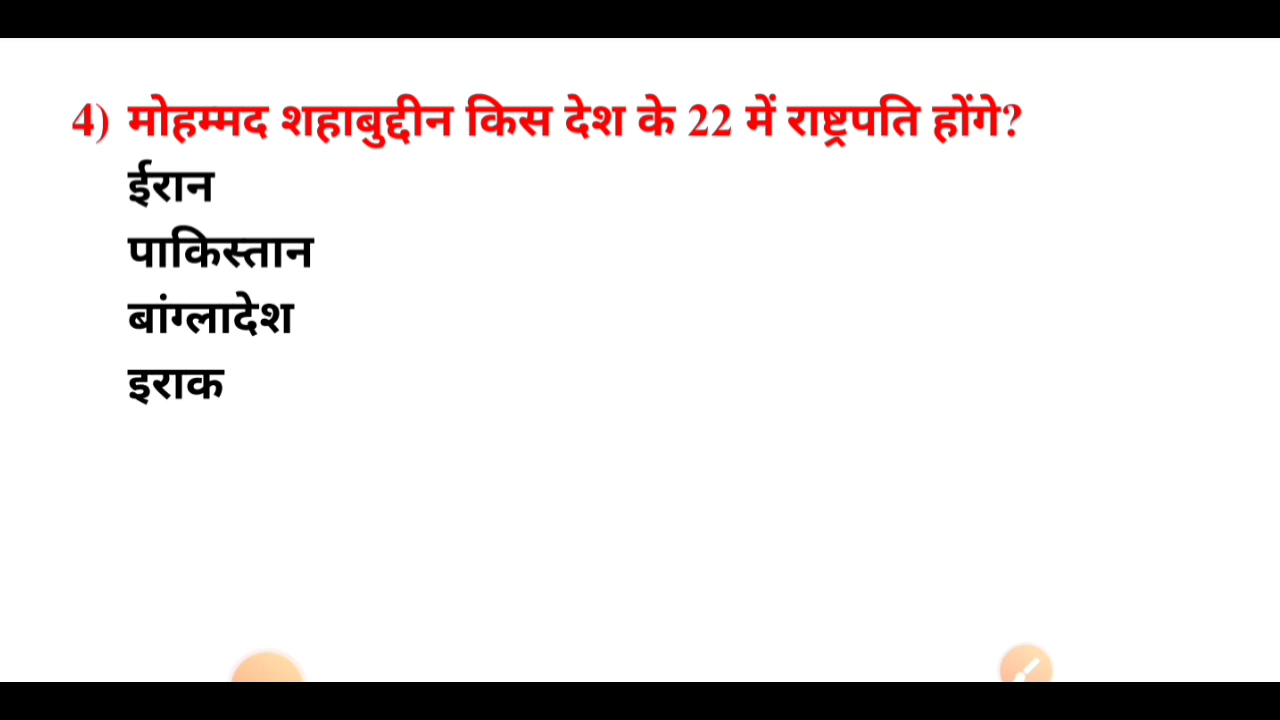 4) मोहम्मद शहाबुद्दीन किस देश के 22 में राष्ट्रपति होंगे?
ईरान
पाकिस्तान
बांग्लादेश
इराक